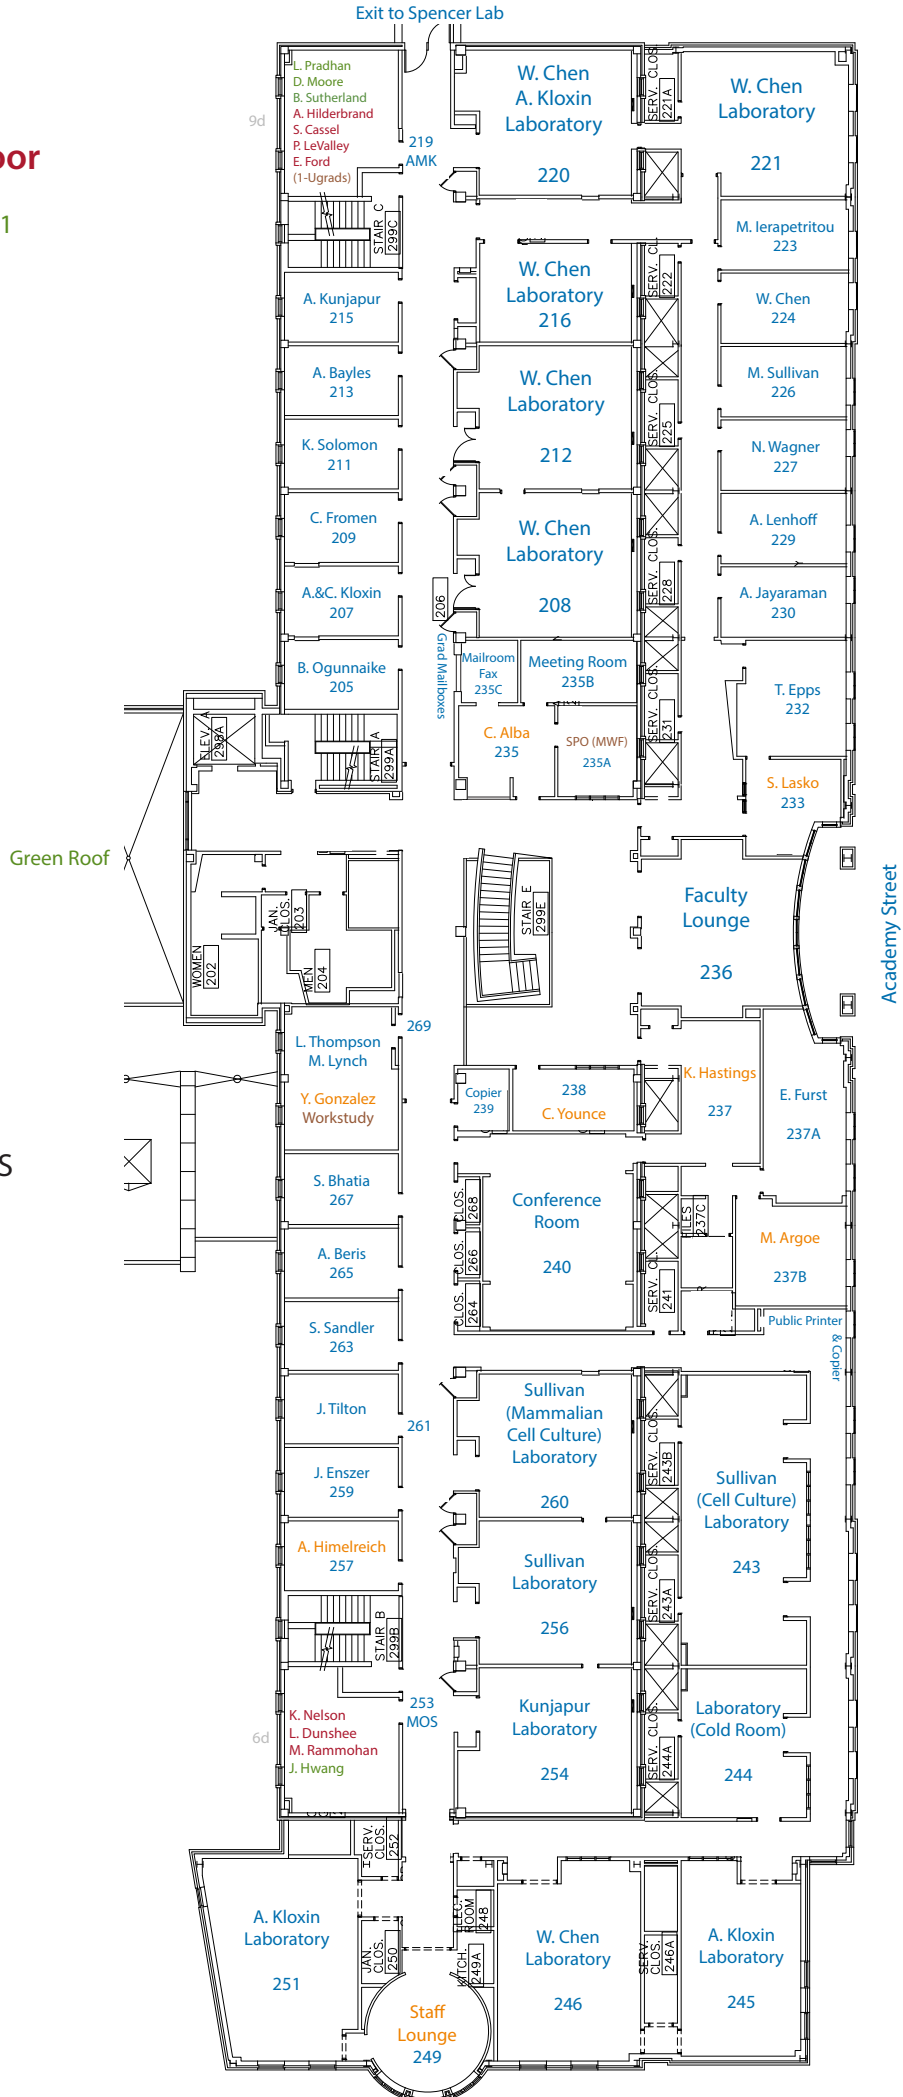 Exit to Spencer Lab
L. Pradhan
D. Moore
B. Sutherland
A. Hilderbrand
S. Cassel
P. LeValley
E. Ford
(1-Ugrads)
9d
oor
1
219
AMK
STAIR C
299C
W. Chen
A. Kloxin
Laboratory
220
SERV. CLOS.
221A
W. Chen
Laboratory
221
M. Ierapetritou
223
A. Kunjapur
215
W. Chen
Laboratory
216
SERV. CL.
222
W. Chen
224
A. Bayles
213
W. Chen
Laboratory
212
SERV. CLOS.
225
M. Sullivan
226
K. Solomon
211
N. Wagner
227
C. Fromen
209
W. Chen
Laboratory
208
SERV. CLOS.
228
A. Lenhoff
229
A.&C. Kloxin
207
206
A. Jayaraman
230
B. Ogunnaike
205
Grad Mailboxes
Mailroom
Fax
235C
Meeting Room
235B
SERV. CLOS.
231
T. Epps
232
ELEV. A
298A
STAIR A
299A
C. Alba
235
SPO (MWF)
235A
S. Lasko
233
Green Roof
WOMEN
202
JAN.
CLOS.
203
MEN
204
STAIR E
299E
Faculty
Lounge
236
Academy Street
269
L. Thompson
M. Lynch
Y. Gonzalez
Workstudy
Copier
239
238
C. Younce
K. Hastings
237
E. Furst
237A
S
S. Bhatia
267
CLOS.
268
Conference
Room
240
FILES
237C
M. Argoe
237B
A. Beris
265
CLOS.
266
SERV. CL.
241
S. Sandler
263
CLOS.
264
Public Printer
& Copier
J. Tilton
261
Sullivan
(Mammalian
Cell Culture)
Laboratory
260
SERV. CLOS.
243B
Sullivan
(Cell Culture)
Laboratory
243
J. Enszer
259
A. Himelreich
257
Sullivan
Laboratory
256
SERV. CLOS.
243A
STAIR B
299B
253
MOS
K. Nelson
L. Dunshee
M. Rammohan
J. Hwang
6d
Kunjapur
Laboratory
254
SERV. CLOS.
244A
Laboratory
(Cold Room)
244
SERV.
CLOS.
252
A. Kloxin
Laboratory
251
JAN.
CLOS.
250
ELEC.
ROOM
248
KITCH.
249A
Staff
Lounge
249
W. Chen
Laboratory
246
SERV.
CLOS.
246A
A. Kloxin
Laboratory
245